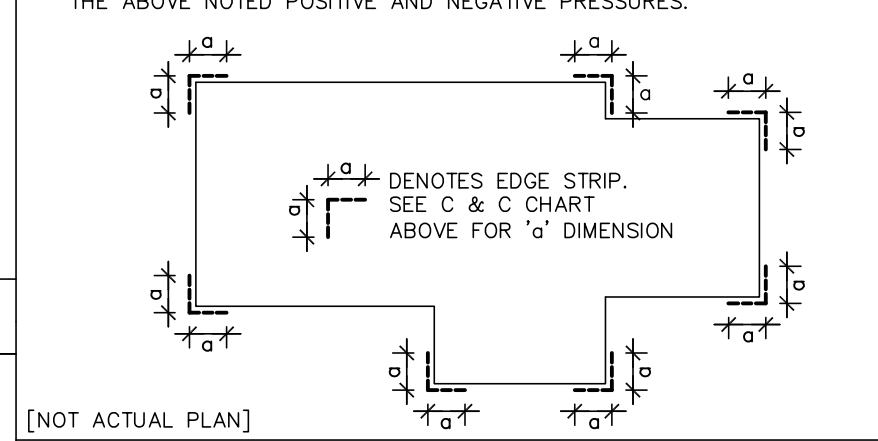 THE ABOVE NOTED POSITIVE AND NEGATIVE PRESSURES.
a
a
a
a
a
a
a
a
DENOTES EDGE STRIP.
SEE C & C CHART
ABOVE FOR 'a' DIMENSION
a
a
a
a
a
a
a
a
a
[NOT ACTUAL PLAN]